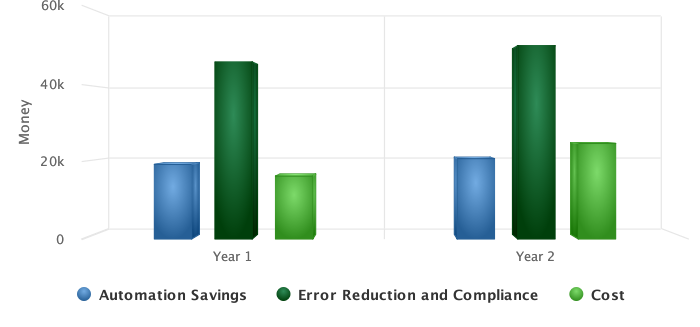 60k
40k
Money
20k
0
Year 1
Year 2
Automation Savings
Error Reduction and Compliance
Cost